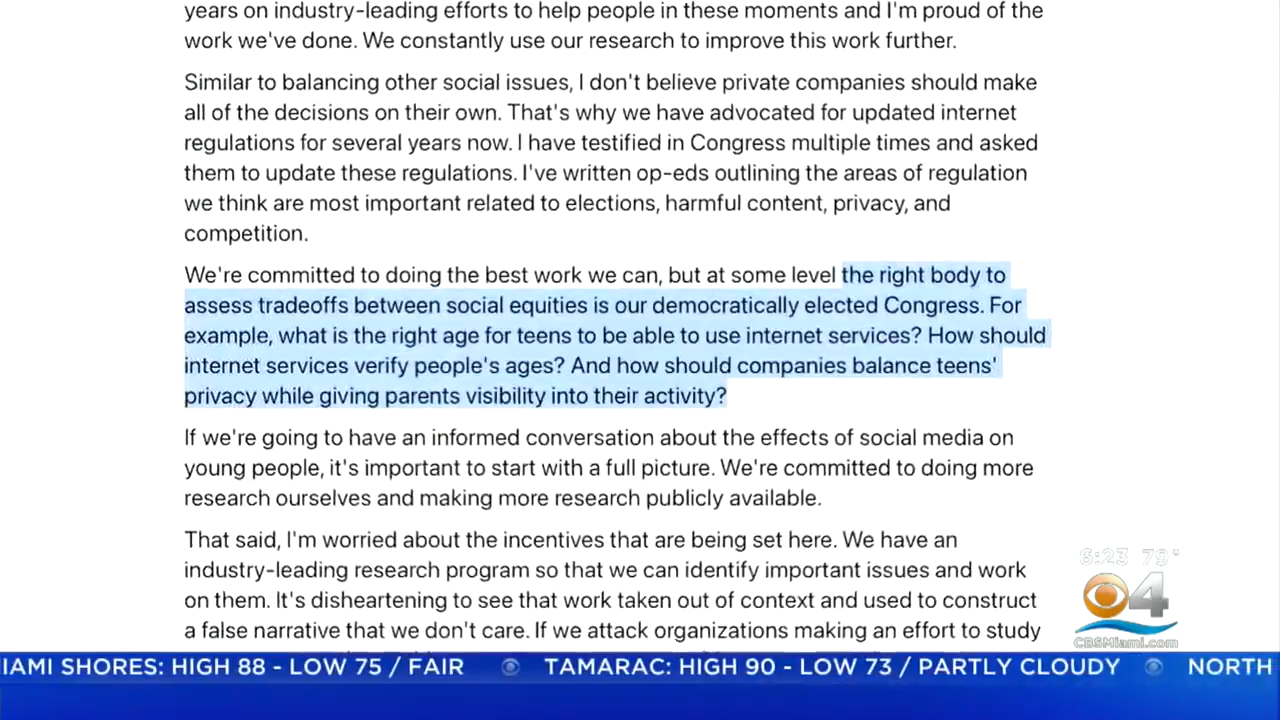 years on industry-leading efforts to help people in these moments and I'm proud of the
work we've done. We constantly use our research to improve this work further.
Similar to balancing other social issues, I don't believe private companies should make
all of the decisions on their own. That's why we have advocated for updated internet
regulations for several years now. I have testified in Congress multiple times and asked
them to update these regulations. I've written op-eds outlining the areas of regulation
we think are most important related to elections, harmful content, privacy, and
competition.
We're committed to doing the best work we can, but at some level the right body to
assess tradeoffs between social equities is our democratically elected Congress. For
example, what is the right age for teens to be able to use internet services? How should
internet services verify people's ages? And how should companies balance teens'
privacy while giving parents visibility into their activity?
If we're going to have an informed conversation about the effects of social media on
young people, it's important to start with a full picture. We're committed to doing more
research ourselves and making more research publicly available.
That said, I'm worried about the incentives that are being set here. We have an
industry-leading research program so that we can identify important issues and work
on them. It's disheartening to see that work taken out of context and used to construct
a false narrative that we don't care. If we attack organizations making an effort to study
6:23 79°
4
CBSMiami.com
IAMI SHORES: HIGH 88 - LOW 75 / FAIR TAMARAC: HIGH 90 - LOW 73 / PARTLY CLOUDY NORTH